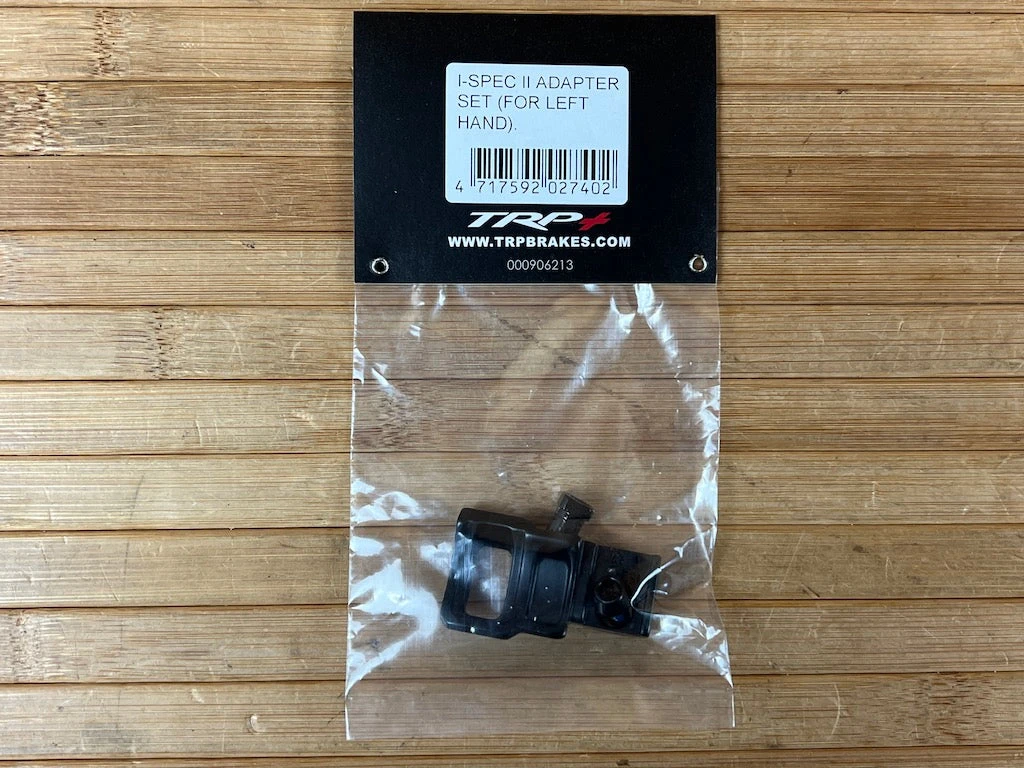 I-SPEC II ADAPTER
SET (FOR LEFT
HAND).
4 717592 027402
TRP+
WWW.TRPBRAKES.COM
000906213